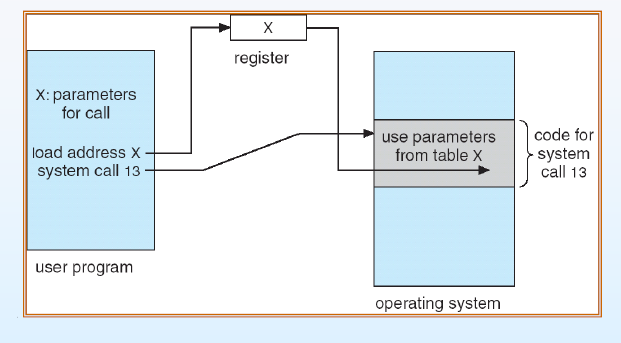 X
register
X: parameters
for call
load address X
system call 13
user program
use parameters
from table X
code for
system
call 13
operating system